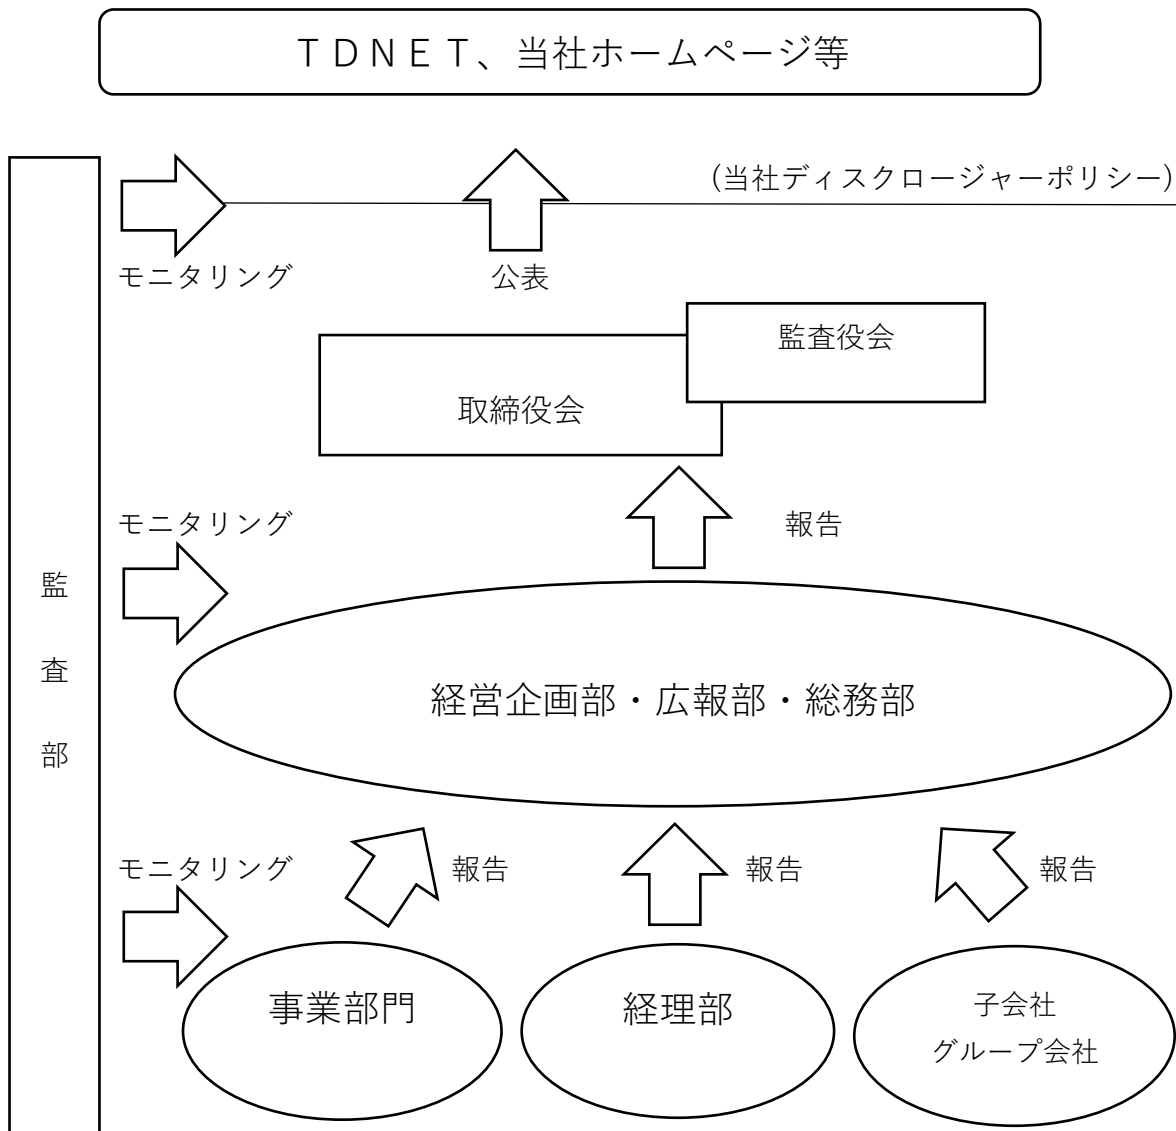 ＴＤＮＥＴ、当社ホームページ等
(当社ディスクロージャーポリシー)
モニタリング
公表
監査役会
取締役会
モニタリング
報告
監
査
部
経営企画部・広報部・総務部
モニタリング
報告
報告
報告
事業部門
経理部
子会社
グループ会社